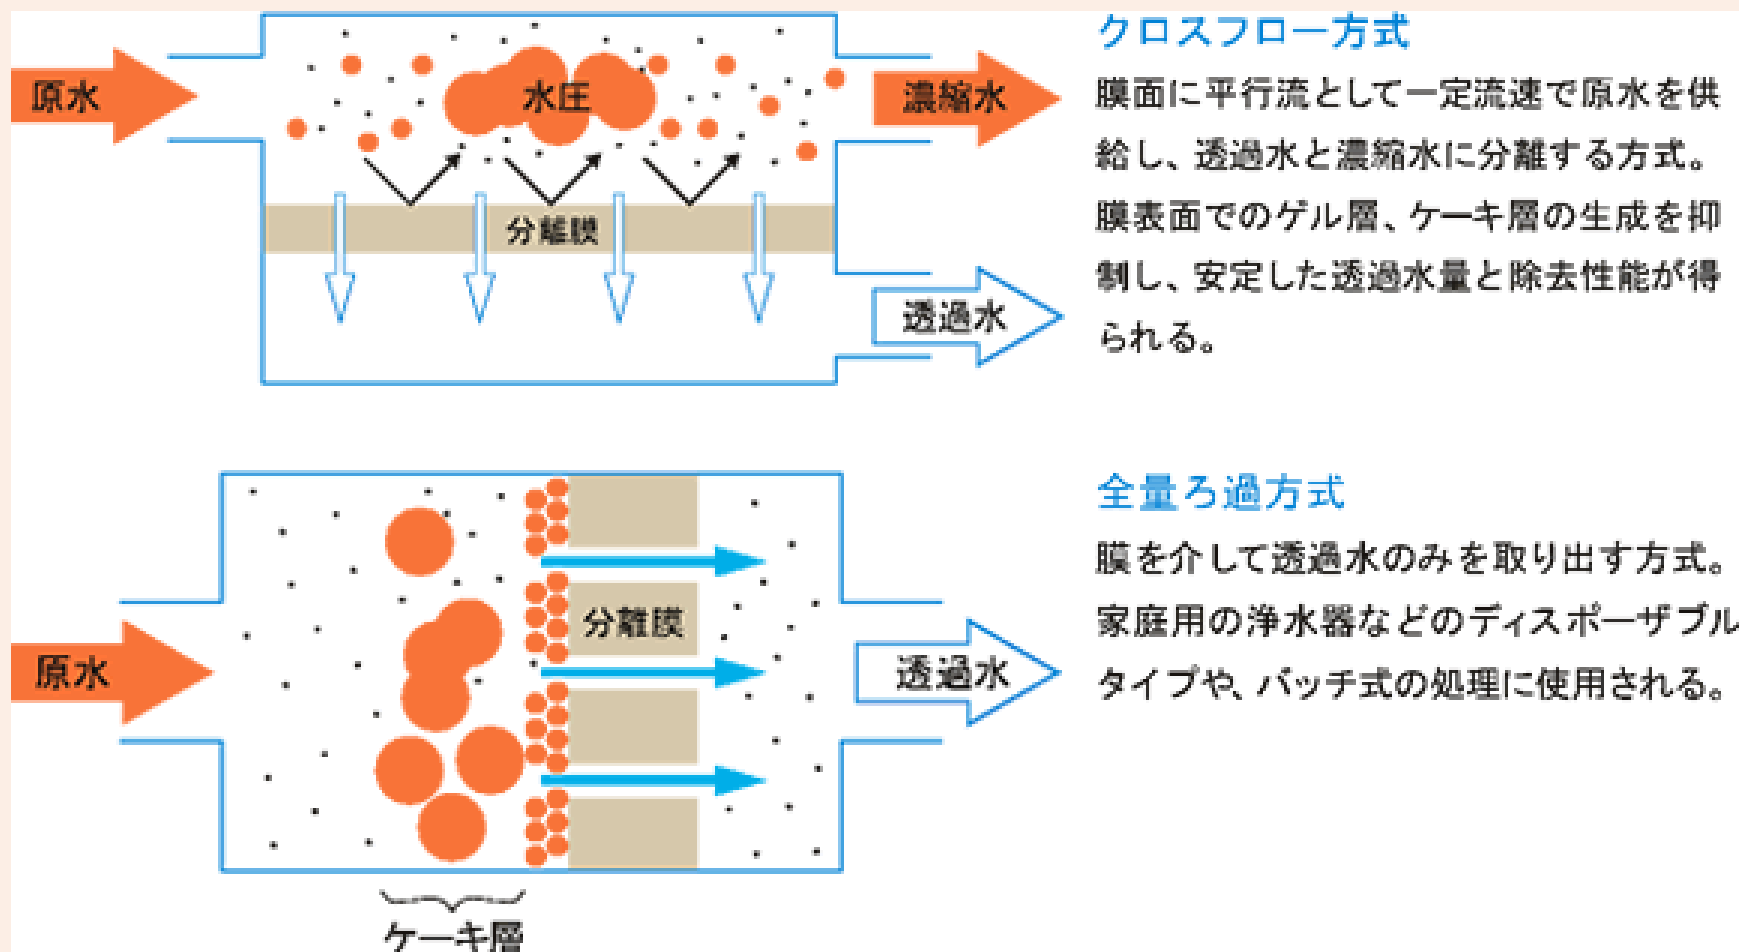 クロスフロー方式
原水
水圧
濃縮水
膜面に平行流として一定流速で原水を供
給し、透過水と濃縮水に分離する方式。
膜表面でのゲル層、ケーキ層の生成を抑
制し、安定した透過水量と除去性能が得
られる。
分離膜
透過水
全量ろ過方式
膜を介して透過水のみを取り出す方式。
家庭用の浄水器などのディスポーザブル
タイプや、バッチ式の処理に使用される。
原水
分離膜
透過水
ケーキ層